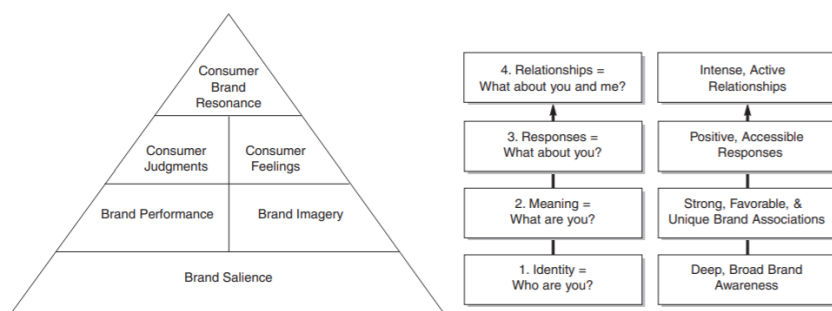 Consumer
Brand
Resonance
Consumer
Judgments
Consumer
Feelings
Brand Performance
Brand Imagery
Brand Salience
4. Relationships =
What about you and me?
Intense, Active
Relationships
3. Responses =
What about you?
Positive, Accessible
Responses
2. Meaning =
What are you?
Strong, Favorable, &
Unique Brand Associations
1. Identity =
Who are you?
Deep, Broad Brand
Awareness